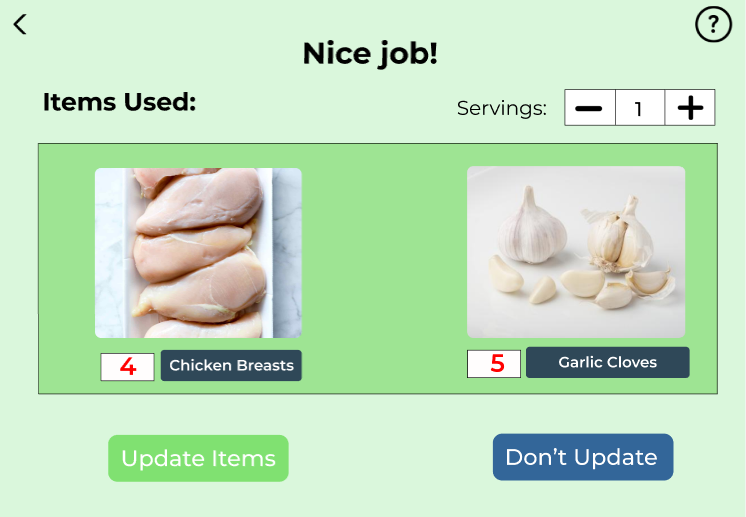 ?
Nice job!
Items Used:
Servings: 1
4 Chicken Breasts
5 Garlic Cloves
Update Items
Don't Update